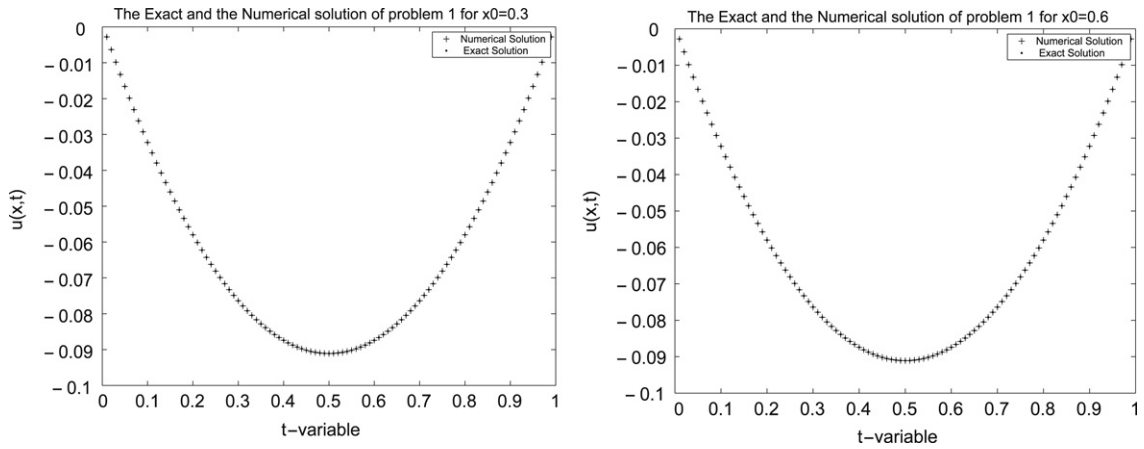 The Exact and the Numerical solution of problem 1 for x0=0.3
Numerical Solution
Exact Solution
0
−0.01
−0.02
−0.03
−0.04
−0.05
−0.06
−0.07
−0.08
−0.09
−0.1
u(x,t)
0 0.1 0.2 0.3 0.4 0.5 0.6 0.7 0.8 0.9 1
t−variable
The Exact and the Numerical solution of problem 1 for x0=0.6
Numerical Solution
Exact Solution
0
−0.01
−0.02
−0.03
−0.04
−0.05
−0.06
−0.07
−0.08
−0.09
−0.1
u(x,t)
0 0.1 0.2 0.3 0.4 0.5 0.6 0.7 0.8 0.9 1
t−variable